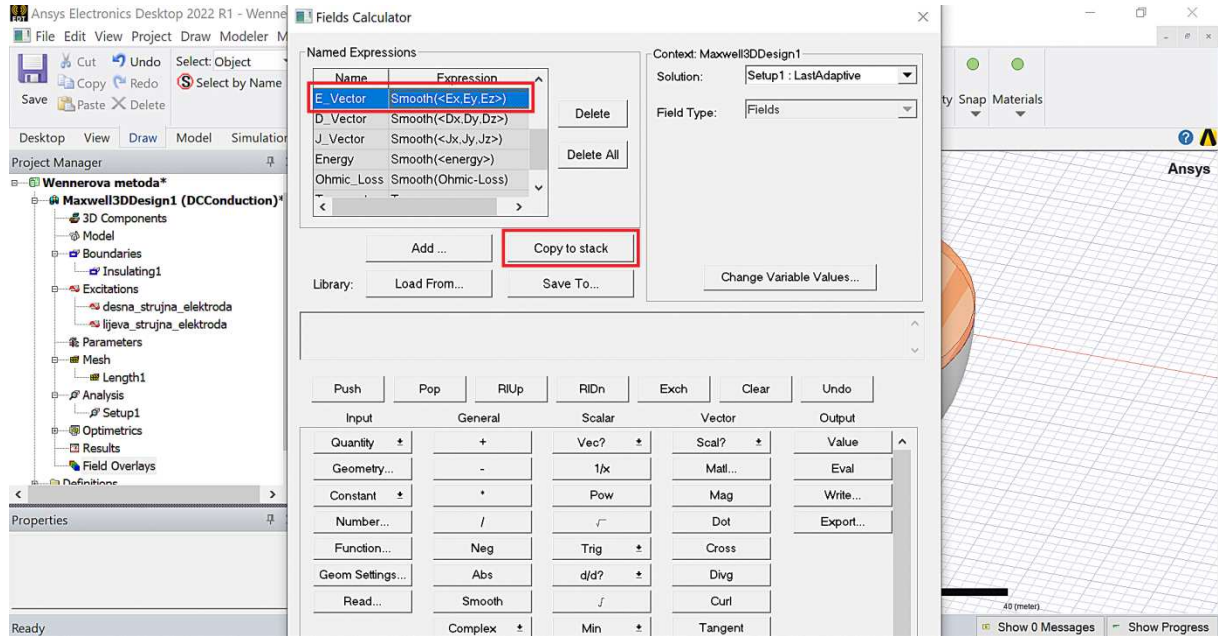 Ansys Electronics Desktop 2022 R1 - Wenne
File Edit View Project Draw Modeler M
Save
Cut Undo Select: Object
Copy Redo Select by Name
Paste Delete
Desktop View Draw Model Simulation
Project Manager
Wennerova metoda*
Maxwell3DDesign1 (DCConduction)*
3D Components
Model
Boundaries
Insulating1
Excitations
desna_strujna_elektroda
lijeva_strujna_elektroda
Parameters
Mesh
Length1
Analysis
Setup1
Optimetrics
Results
Field Overlays
Definitions
Properties
Ready
Fields Calculator
Named Expressions
Name Expression
E_Vector Smooth(<Ex,Ey,Ez>)
D_Vector Smooth(<Dx,Dy,Dz>)
J_Vector Smooth(<Jx,Jy,Jz>)
Energy Smooth(<energy>)
Ohmic_Loss Smooth(Ohmic-Loss)
Delete
Delete All
Add ... Copy to stack
Library: Load From... Save To...
Context: Maxwell3DDesign1
Solution: Setup1 : LastAdaptive
Field Type: Fields
Change Variable Values...
Push Pop RlUp RlDn Exch Clear Undo
Input General Scalar Vector Output
Quantity + Vec? Scal? Value
Geometry... - 1/x Matl... Eval
Constant * Pow Mag Write...
Number... / √ Dot Export...
Function... Neg Trig Cross
Geom Settings... Abs d/d? Divg
Read... Smooth ∫ Curl
Complex Min Tangent
ty Snap Materials
Ansys
40 (meter)
Show 0 Messages Show Progress